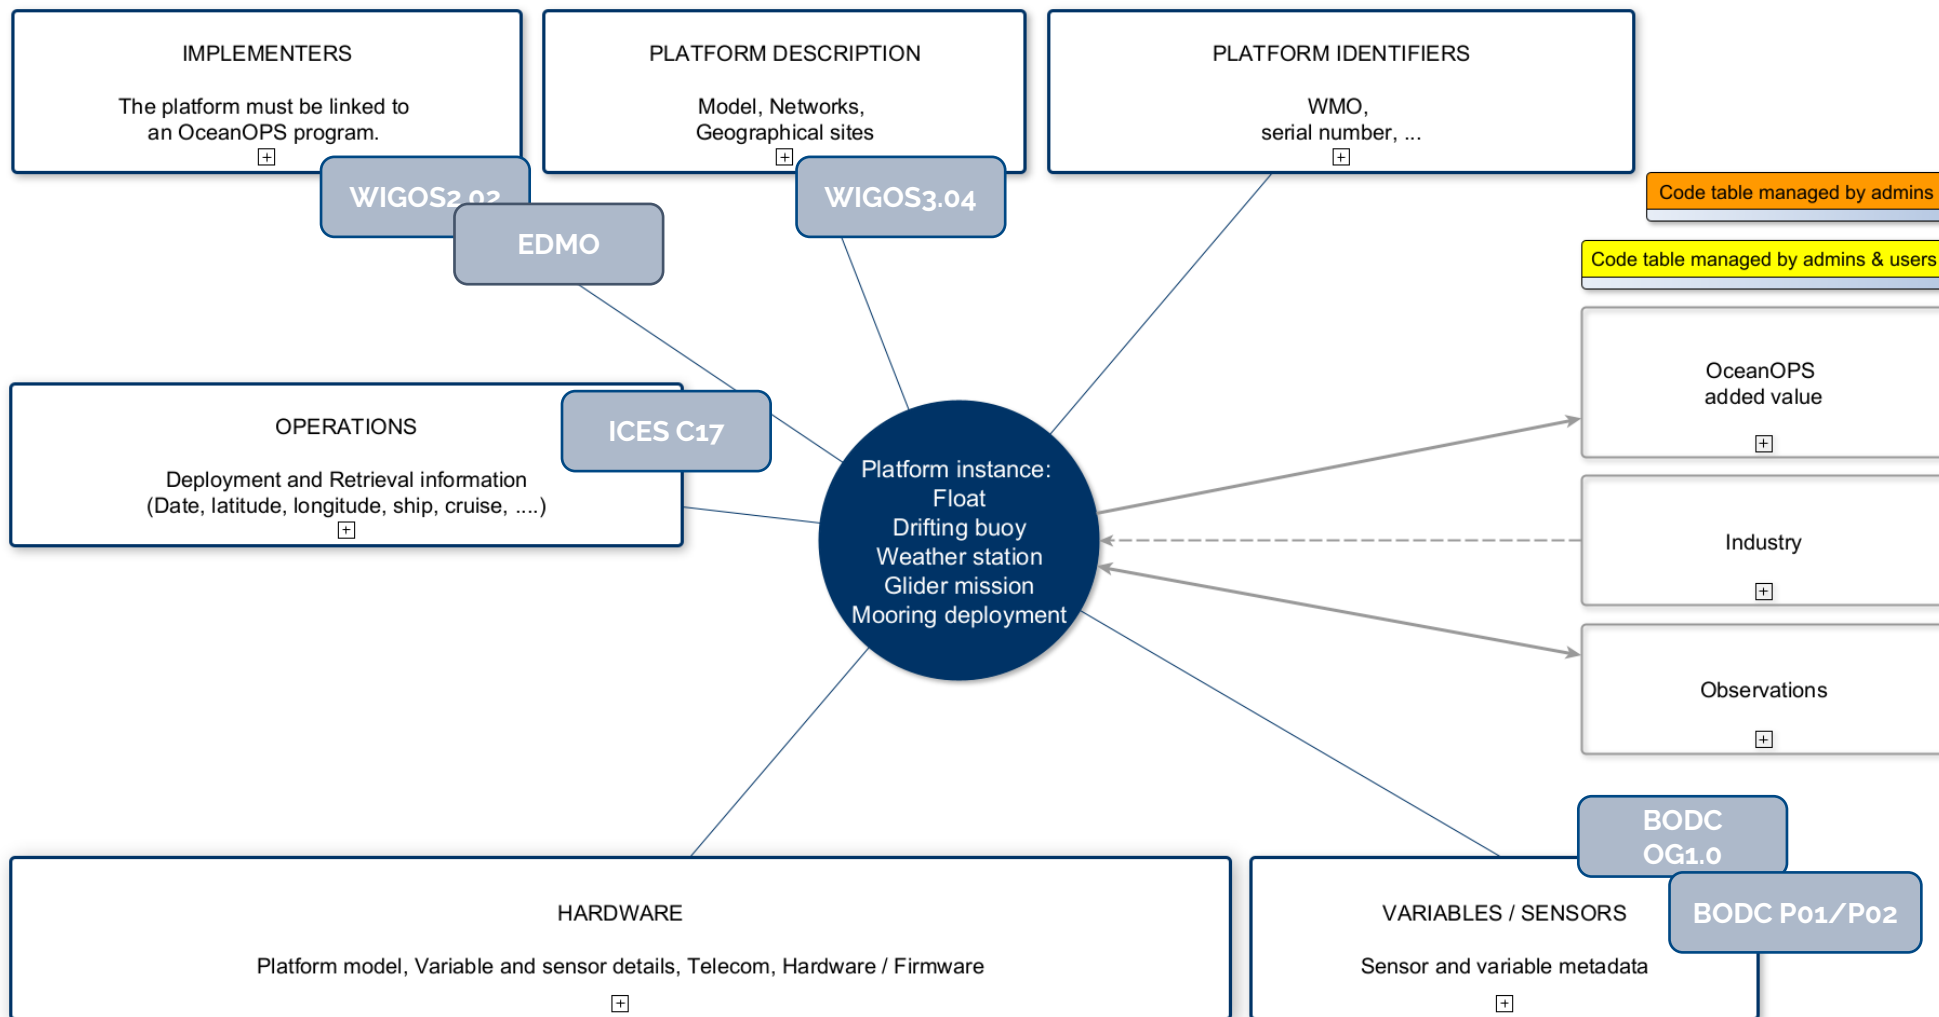 IMPLEMENTERS
The platform must be linked to
an OceanOPS program.
PLATFORM DESCRIPTION
Model, Networks,
Geographical sites
PLATFORM IDENTIFIERS
WMO,
serial number, ...
WIGOS2.02
EDMO
WIGOS3.04
Code table managed by admins
Code table managed by admins & users
OPERATIONS
Deployment and Retrieval information
(Date, latitude, longitude, ship, cruise, ....)
ICES C17
Platform instance:
Float
Drifting buoy
Weather station
Glider mission
Mooring deployment
OceanOPS
added value
Industry
Observations
HARDWARE
Platform model, Variable and sensor details, Telecom, Hardware / Firmware
VARIABLES / SENSORS
Sensor and variable metadata
BODC
OG1.0
BODC P01/P02